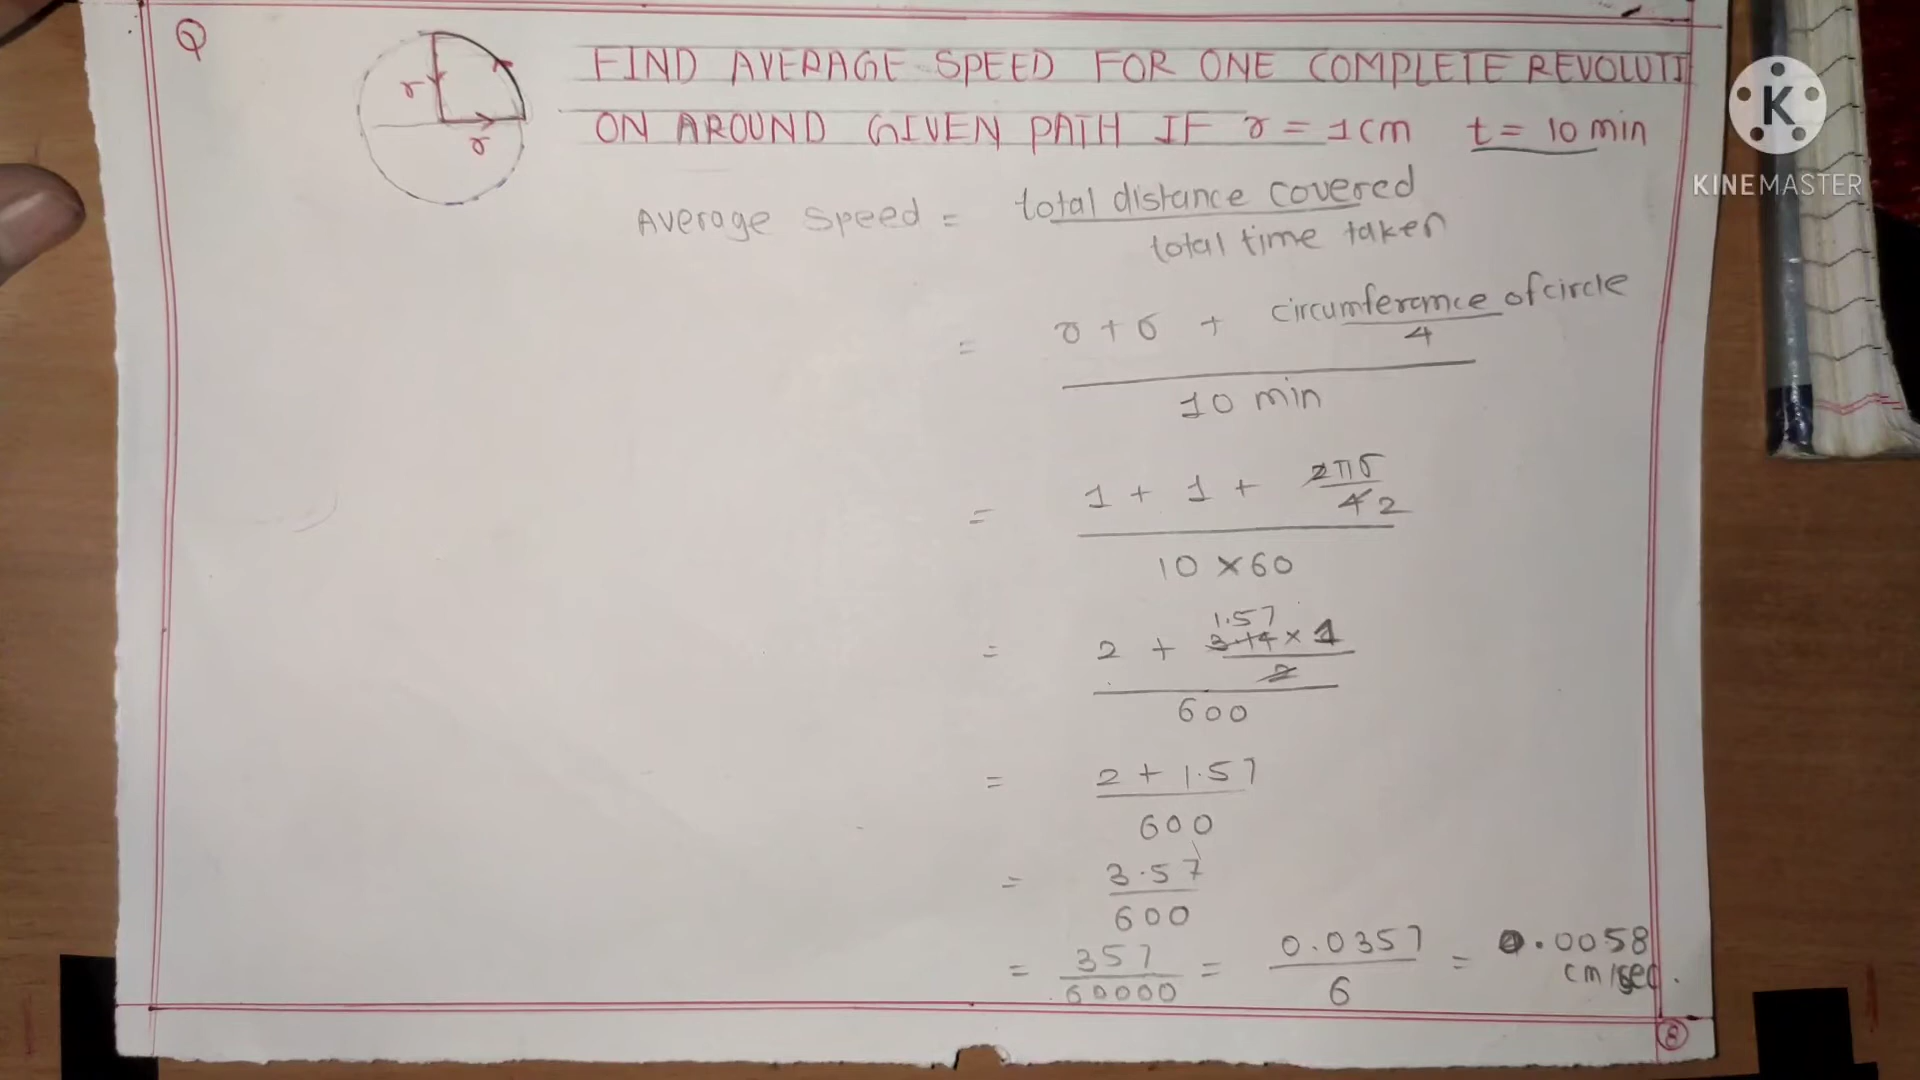 Q
r
r
FIND AVERAGE SPEED FOR ONE COMPLETE REVOLUTI
ON AROUND GIVEN PATH IF r = 1 cm t = 10 min
KINEMASTER
Average speed = total distance covered / total time taken
= r + r + circumference of circle / 4
10 min
= 1 + 1 + 2πr / 4 2
10 × 60
1.57
= 2 + 3.14 × 1 / 2
600
= 2 + 1.57
600
= 3.57
600
= 357 / 60000 = 0.0357 / 6 = 0.0058 cm/sec.
8